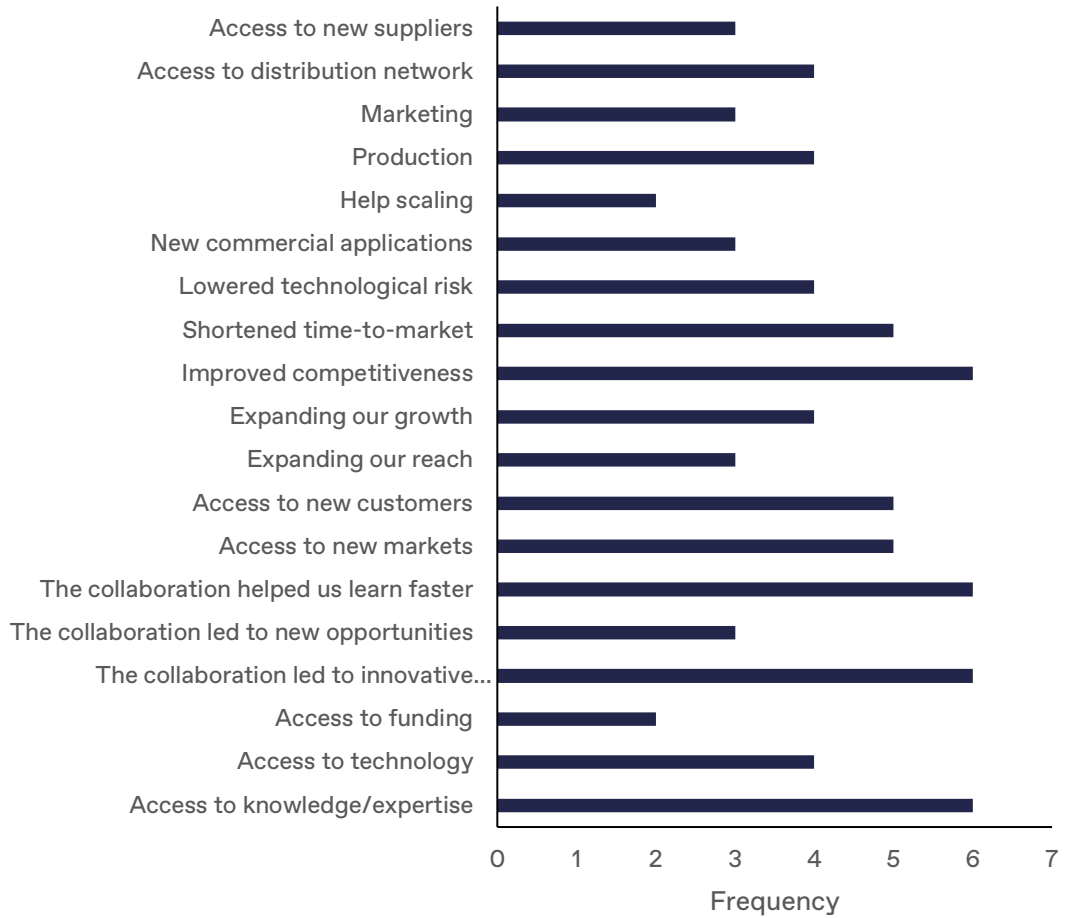 Access to new suppliers
Access to distribution network
Marketing
Production
Help scaling
New commercial applications
Lowered technological risk
Shortened time-to-market
Improved competitiveness
Expanding our growth
Expanding our reach
Access to new customers
Access to new markets
The collaboration helped us learn faster
The collaboration led to new opportunities
The collaboration led to innovative...
Access to funding
Access to technology
Access to knowledge/expertise
0 1 2 3 4 5 6 7
Frequency